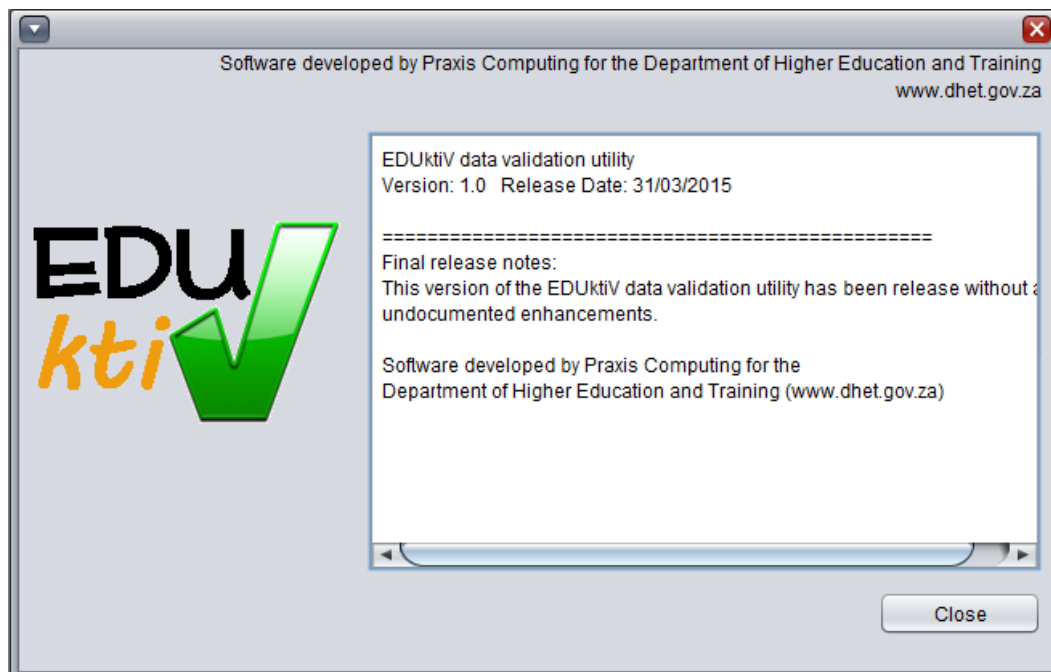 Software developed by Praxis Computing for the Department of Higher Education and Training
www.dhet.gov.za
EDU
ktiV
EDUktiV data validation utility
Version: 1.0 Release Date: 31/03/2015
=================================================
Final release notes:
This version of the EDUktiV data validation utility has been release without
undocumented enhancements.
Software developed by Praxis Computing for the
Department of Higher Education and Training (www.dhet.gov.za)
Close